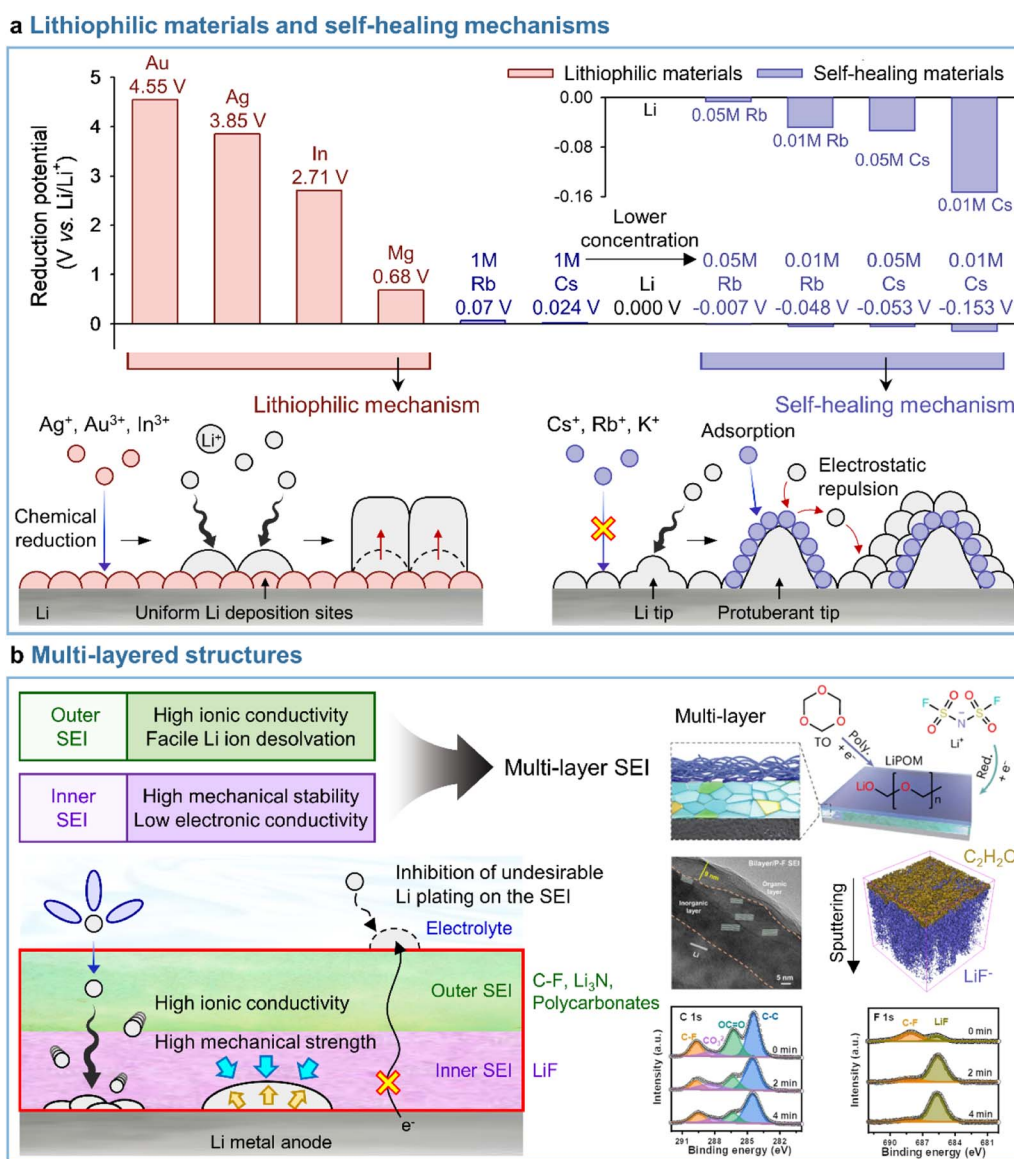 a Lithiophilic materials and self-healing mechanisms
Reduction potential
(V vs. Li/Li⁺)
5
4
3
2
1
0
Au
4.55 V
Ag
3.85 V
In
2.71 V
Mg
0.68 V
1M
Rb
0.07 V
1M
Cs
0.024 V
Li
0.000 V
0.05M
Rb
-0.007 V
0.01M
Rb
-0.048 V
0.05M
Cs
-0.053 V
0.01M
Cs
-0.153 V
Lower
concentration
Lithiophilic materials
Self-healing materials
0.00
-0.08
-0.16
Li
0.05M Rb
0.01M Rb
0.05M Cs
0.01M Cs
Lithiophilic mechanism
Ag⁺, Au³⁺, In³⁺
Li⁺
Chemical
reduction
Li
Uniform Li deposition sites
Self-healing mechanism
Cs⁺, Rb⁺, K⁺
Adsorption
Electrostatic
repulsion
Li tip
Protuberant tip
b Multi-layered structures
Outer
SEI
High ionic conductivity
Facile Li ion desolvation
Inner
SEI
High mechanical stability
Low electronic conductivity
Multi-layer SEI
Inhibition of undesirable
Li plating on the SEI
Electrolyte
Outer SEI
C-F, Li₃N,
Polycarbonates
High ionic conductivity
High mechanical strength
Inner SEI
LiF
e⁻
Li metal anode
Multi-layer
O
O
O
TO
Poly.
+ e⁻
F
O
O
S
N
S
O
O
F
Li⁺
Red.
+ e⁻
LiPOM
LiO
O
n
Bilayer/P-F SEI
8 nm
Organic
layer
Inorganic
layer
Li
5 nm
Sputtering
C₂H₂O
LiF⁻
C 1s
C-F
CO₃²⁻
OC=O
C-C
0 min
2 min
4 min
Intensity (a.u.)
291
288
285
282
Binding energy (eV)
F 1s
C-F
LiF
0 min
2 min
4 min
Intensity (a.u.)
690
687
684
681
Binding energy (eV)